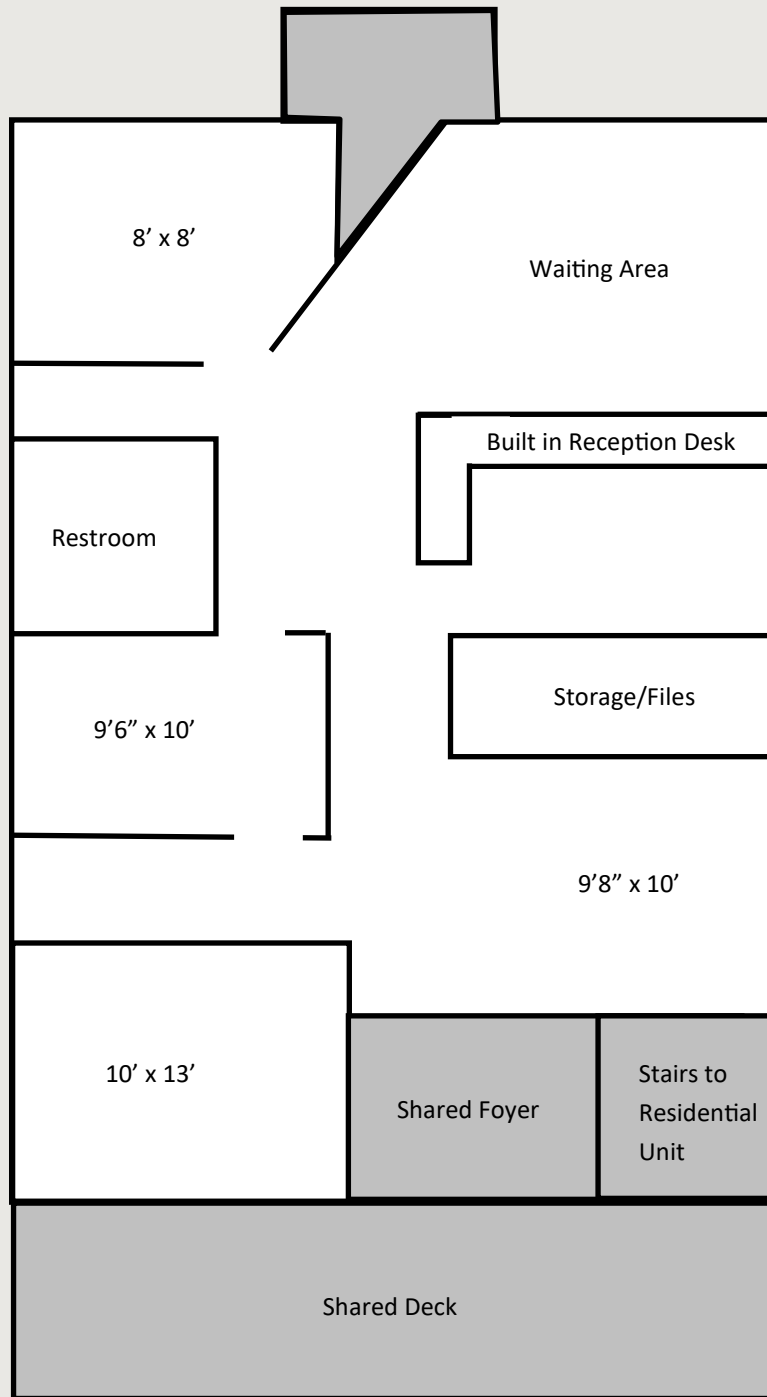 8’ x 8’
Waiting Area
Built in Reception Desk
Restroom
Storage/Files
9’6” x 10’
9’8” x 10’
10’ x 13’
Shared Foyer
Stairs to
Residential
Unit
Shared Deck